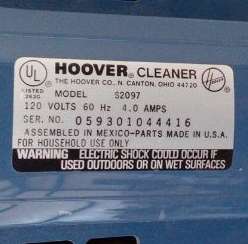 UL
LISTED
HOOVER CLEANER
THE HOOVER CO., N. CANTON, OHIO 44720
Hoover
MODEL S2097
120 VOLTS 60 Hz 4.0 AMPS
SER. NO. 059301044416
ASSEMBLED IN MEXICO-PARTS MADE IN U.S.A.
FOR HOUSEHOLD USE
WARNING ELECTRIC SHOCK COULD OCCUR IF
USED OUTDOORS OR ON WET SURFACES